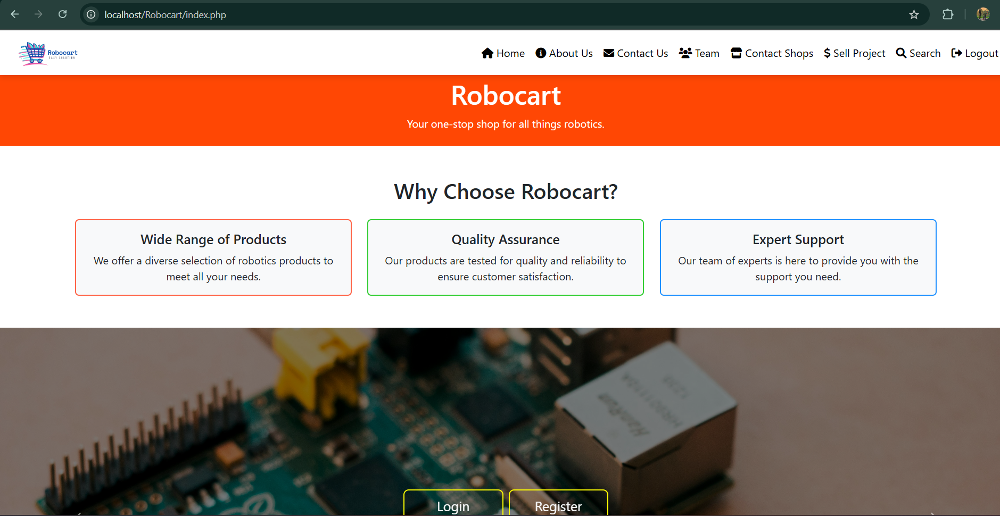 localhost/Robocart/index.php
Robocart
EASY SOLUTION
Home About Us Contact Us Team Contact Shops Sell Project Search Logout
Robocart
Your one-stop shop for all things robotics.
Why Choose Robocart?
Wide Range of Products
We offer a diverse selection of robotics products to
meet all your needs.
Quality Assurance
Our products are tested for quality and reliability to
ensure customer satisfaction.
Expert Support
Our team of experts is here to provide you with the
support you need.
HanRun
Login Register